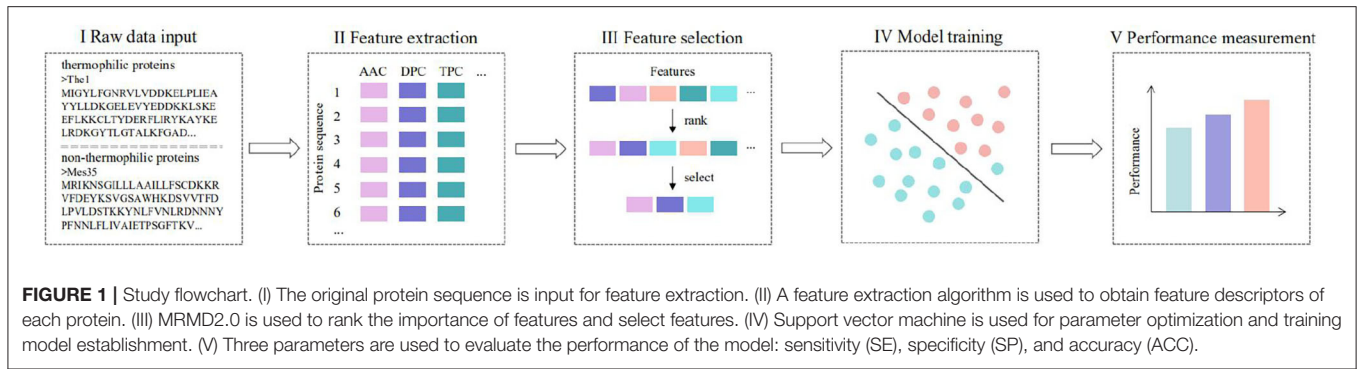 I Raw data input
thermophilic proteins
>The1
MIGYLFGNRVLVDDKELPLIEA
YYLLDKGELEVYEDDKKLSKE
EFLKKCLTYDERFLIRYKAYKE
LRDKGYTLGTALKFGAD...
non-thermophilic proteins
>Mes35
MRIKNSGILLLAAILLFSCDKKR
VFDEYKSVGSAWHKDSVVTFD
LPVLDSTKKYNLFVNLRDNNNY
PFNNLFLIVAIETPSGFTKV...
II Feature extraction
AAC DPC TPC ...
Protein sequence
1
2
3
4
5
6
...
III Feature selection
Features
...
rank
...
select
IV Model training
V Performance measurement
Performance
FIGURE 1 | Study flowchart. (I) The original protein sequence is input for feature extraction. (II) A feature extraction algorithm is used to obtain feature descriptors of
each protein. (III) MRMD2.0 is used to rank the importance of features and select features. (IV) Support vector machine is used for parameter optimization and training
model establishment. (V) Three parameters are used to evaluate the performance of the model: sensitivity (SE), specificity (SP), and accuracy (ACC).